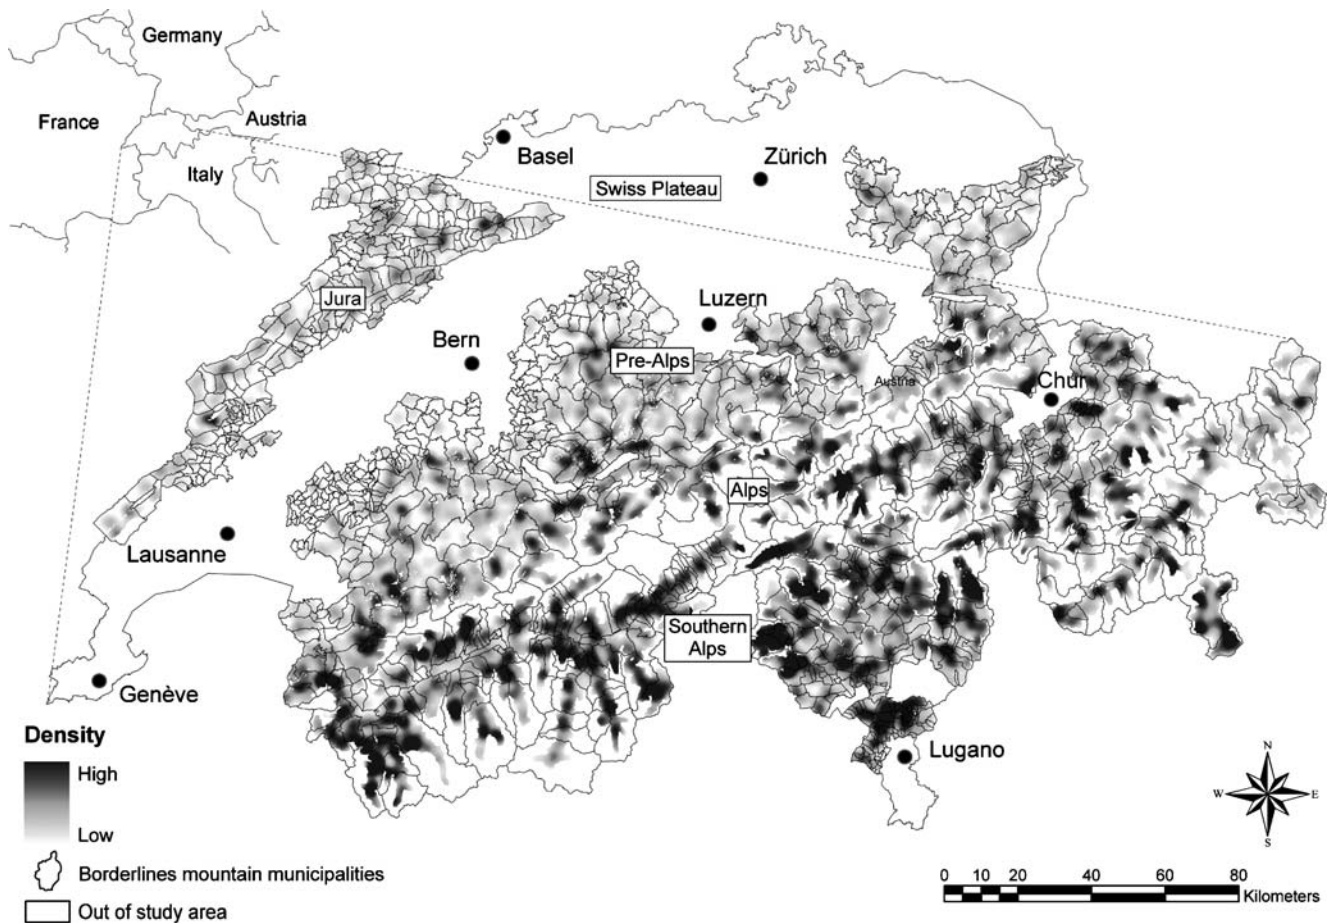 Germany
France
Austria
Italy
Basel
Zürich
Swiss Plateau
Jura
Luzern
Bern
Pre-Alps
Austria
Chur
Alps
Lausanne
Southern
Alps
Genève
Lugano
Density
High
Low
Borderlines mountain municipalities
Out of study area
N
W
E
S
0 10 20 40 60 80
Kilometers